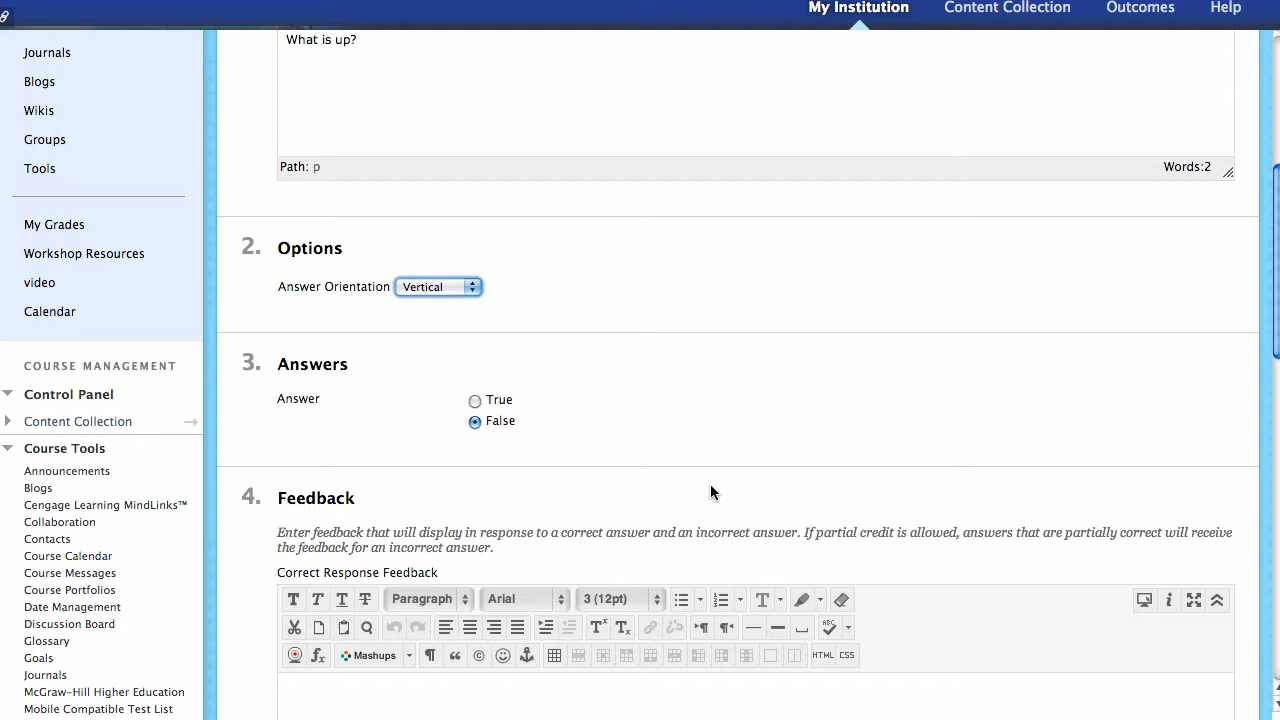 My Institution Content Collection Outcomes Help
Journals
Blogs
Wikis
Groups
Tools
My Grades
Workshop Resources
video
Calendar
COURSE MANAGEMENT
Control Panel
Content Collection
Course Tools
Announcements
Blogs
Cengage Learning MindLinks™
Collaboration
Contacts
Course Calendar
Course Messages
Course Portfolios
Date Management
Discussion Board
Glossary
Goals
Journals
McGraw-Hill Higher Education
Mobile Compatible Test List
What is up?
Path: p Words:2
2. Options
Answer Orientation Vertical
3. Answers
Answer True
False
4. Feedback
Enter feedback that will display in response to a correct answer and an incorrect answer. If partial credit is allowed, answers that are partially correct will receive
the feedback for an incorrect answer.
Correct Response Feedback
T T T T Paragraph Arial 3 (12pt) T
ABC
fx Mashups HTML CSS